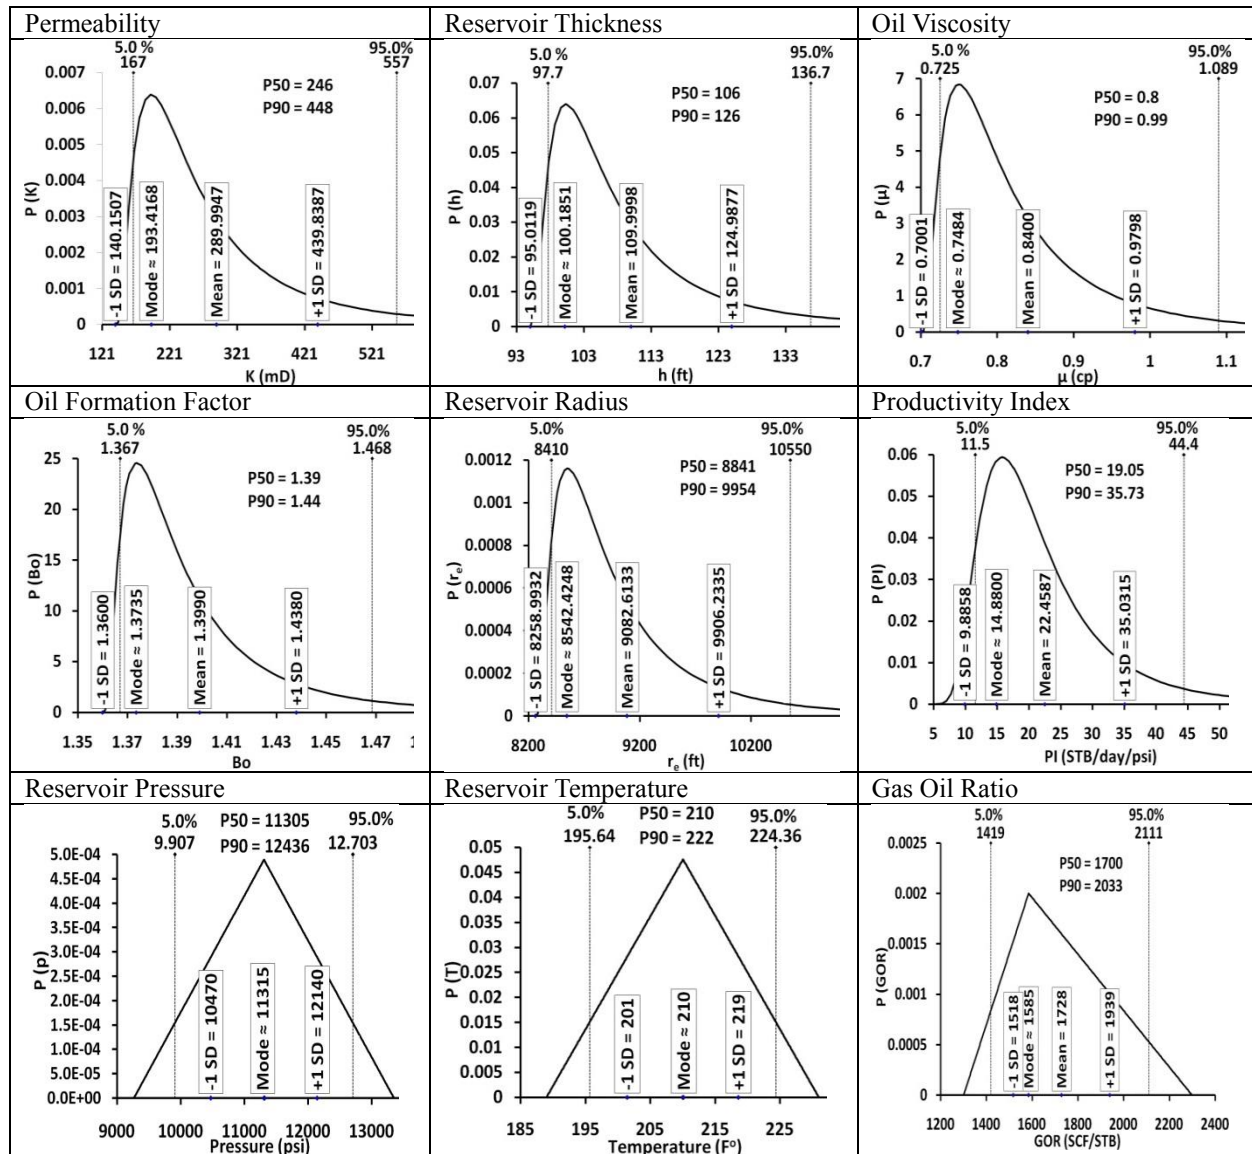 Permeability
5.0 %
167
95.0%
557
P50 = 246
P90 = 448
0.007
0.006
0.005
0.004
0.003
0.002
0.001
0
P (K)
-1 SD = 140.1507
Mode ≈ 193.4168
Mean = 289.9947
+1 SD = 439.8387
121 221 321 421 521
K (mD)
Reservoir Thickness
5.0 %
97.7
95.0%
136.7
P50 = 106
P90 = 126
0.07
0.06
0.05
0.04
0.03
0.02
0.01
0
P (h)
-1 SD = 95.0119
Mode ≈ 100.1851
Mean = 109.9998
+1 SD = 124.9877
93 103 113 123 133
h (ft)
Oil Viscosity
5.0 %
0.725
95.0%
1.089
P50 = 0.8
P90 = 0.99
7
6
5
4
3
2
1
0
P (μ)
-1 SD = 0.7001
Mode ≈ 0.7484
Mean = 0.8400
+1 SD = 0.9798
0.7 0.8 0.9 1 1.1
μ (cp)
Oil Formation Factor
5.0 %
1.367
95.0%
1.468
P50 = 1.39
P90 = 1.44
25
20
15
10
5
0
P (Bo)
-1 SD = 1.3600
Mode ≈ 1.3735
Mean = 1.3990
+1 SD = 1.4380
1.35 1.37 1.39 1.41 1.43 1.45 1.47
Bo
Reservoir Radius
5.0%
8410
95.0%
10550
P50 = 8841
P90 = 9954
0.0012
0.001
0.0008
0.0006
0.0004
0.0002
0
P (re)
-1 SD = 8258.9932
Mode ≈ 8542.4248
Mean = 9082.6133
+1 SD = 9906.2335
8200 9200 10200
re (ft)
Productivity Index
5.0%
11.5
95.0%
44.4
P50 = 19.05
P90 = 35.73
0.07
0.06
0.05
0.04
0.03
0.02
0.01
0
P (PI)
-1 SD = 9.8858
Mode ≈ 14.8800
Mean = 22.4587
+1 SD = 35.0315
5 10 15 20 25 30 35 40 45 50
PI (STB/day/psi)
Reservoir Pressure
5.0%
9.907
P50 = 11305
P90 = 12436
95.0%
12.703
5.0E-04
4.5E-04
4.0E-04
3.5E-04
3.0E-04
2.5E-04
2.0E-04
1.5E-04
1.0E-04
5.0E-05
0.0E+00
P (p)
-1 SD = 10470
Mode ≈ 11315
+1 SD = 12140
9000 10000 11000 12000 13000
Pressure (psi)
Reservoir Temperature
5.0%
195.64
P50 = 210
P90 = 222
95.0%
224.36
0.05
0.045
0.04
0.035
0.03
0.025
0.02
0.015
0.01
0.005
0
P (T)
-1 SD = 201
Mode ≈ 210
+1 SD = 219
185 195 205 215 225
Temperature (Fº)
Gas Oil Ratio
5.0%
1419
95.0%
2111
P50 = 1700
P90 = 2033
0.0025
0.002
0.0015
0.001
0.0005
0
P (GOR)
-1 SD = 1518
Mode ≈ 1585
Mean = 1728
+1 SD = 1939
1200 1400 1600 1800 2000 2200 2400
GOR (SCF/STB)